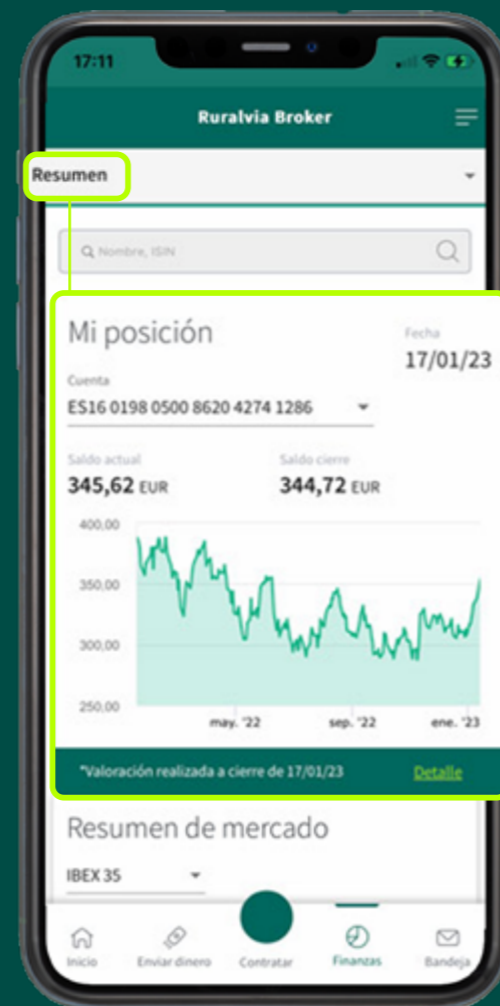 17:11
Ruralvia Broker
Resumen
Nombre, ISIN
Mi posición
Fecha
17/01/23
Cuenta
ES16 0198 0500 8620 4274 1286
Saldo actual
Saldo cierre
345,62 EUR
344,72 EUR
400,00
350,00
300,00
250,00
may. '22
sep. '22
ene. '23
*Valoración realizada a cierre de 17/01/23
Detalle
Resumen de mercado
IBEX 35
Inicio
Enviar dinero
Contratar
Finanzas
Bandeja